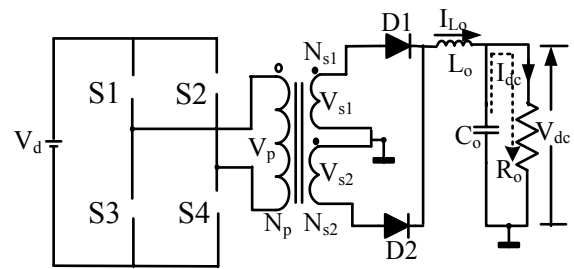 D1
I_Lo
N_s1
L_o
I_dc
S1
S2
V_s1
V_d
V_p
C_o
V_dc
V_s2
R_o
S3
S4
N_p
N_s2
D2